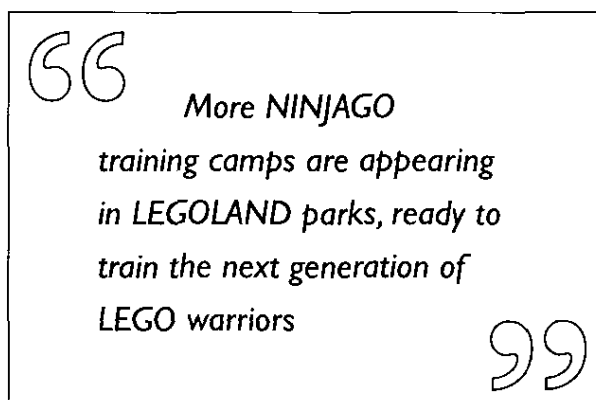 “
More NINJAGO
training camps are appearing
in LEGOLAND parks, ready to
train the next generation of
LEGO warriors
”